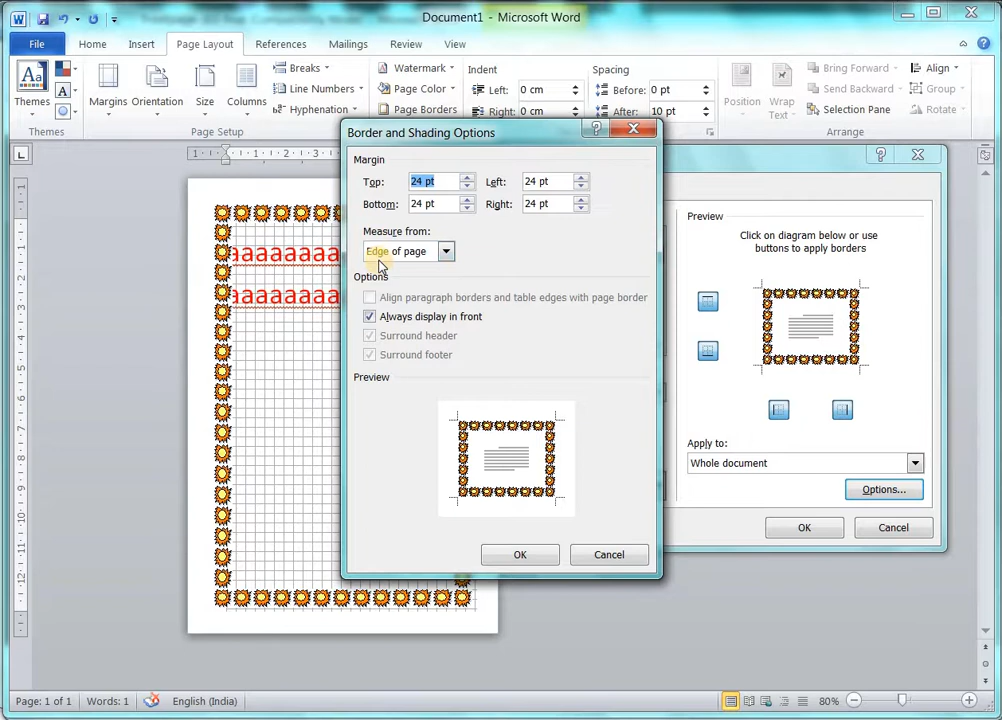 Document1 - Microsoft Word
File Home Insert Page Layout References Mailings Review View
Themes
Themes
Margins Orientation Size Columns
Breaks
Line Numbers
Hyphenation
Page Setup
Watermark
Page Color
Page Borders
Indent
Left: 0 cm
Right: 0 cm
Spacing
Before: 0 pt
After: 10 pt
Position
Wrap Text
Bring Forward
Send Backward
Selection Pane
Align
Group
Rotate
Arrange
Border and Shading Options
Margin
Top: 24 pt Left: 24 pt
Bottom: 24 pt Right: 24 pt
Measure from:
Edge of page
Options
Align paragraph borders and table edges with page border
Always display in front
Surround header
Surround footer
Preview
OK Cancel
Preview
Click on diagram below or use
buttons to apply borders
Apply to:
Whole document
Options...
OK Cancel
Page: 1 of 1 Words: 1 English (India) 80%